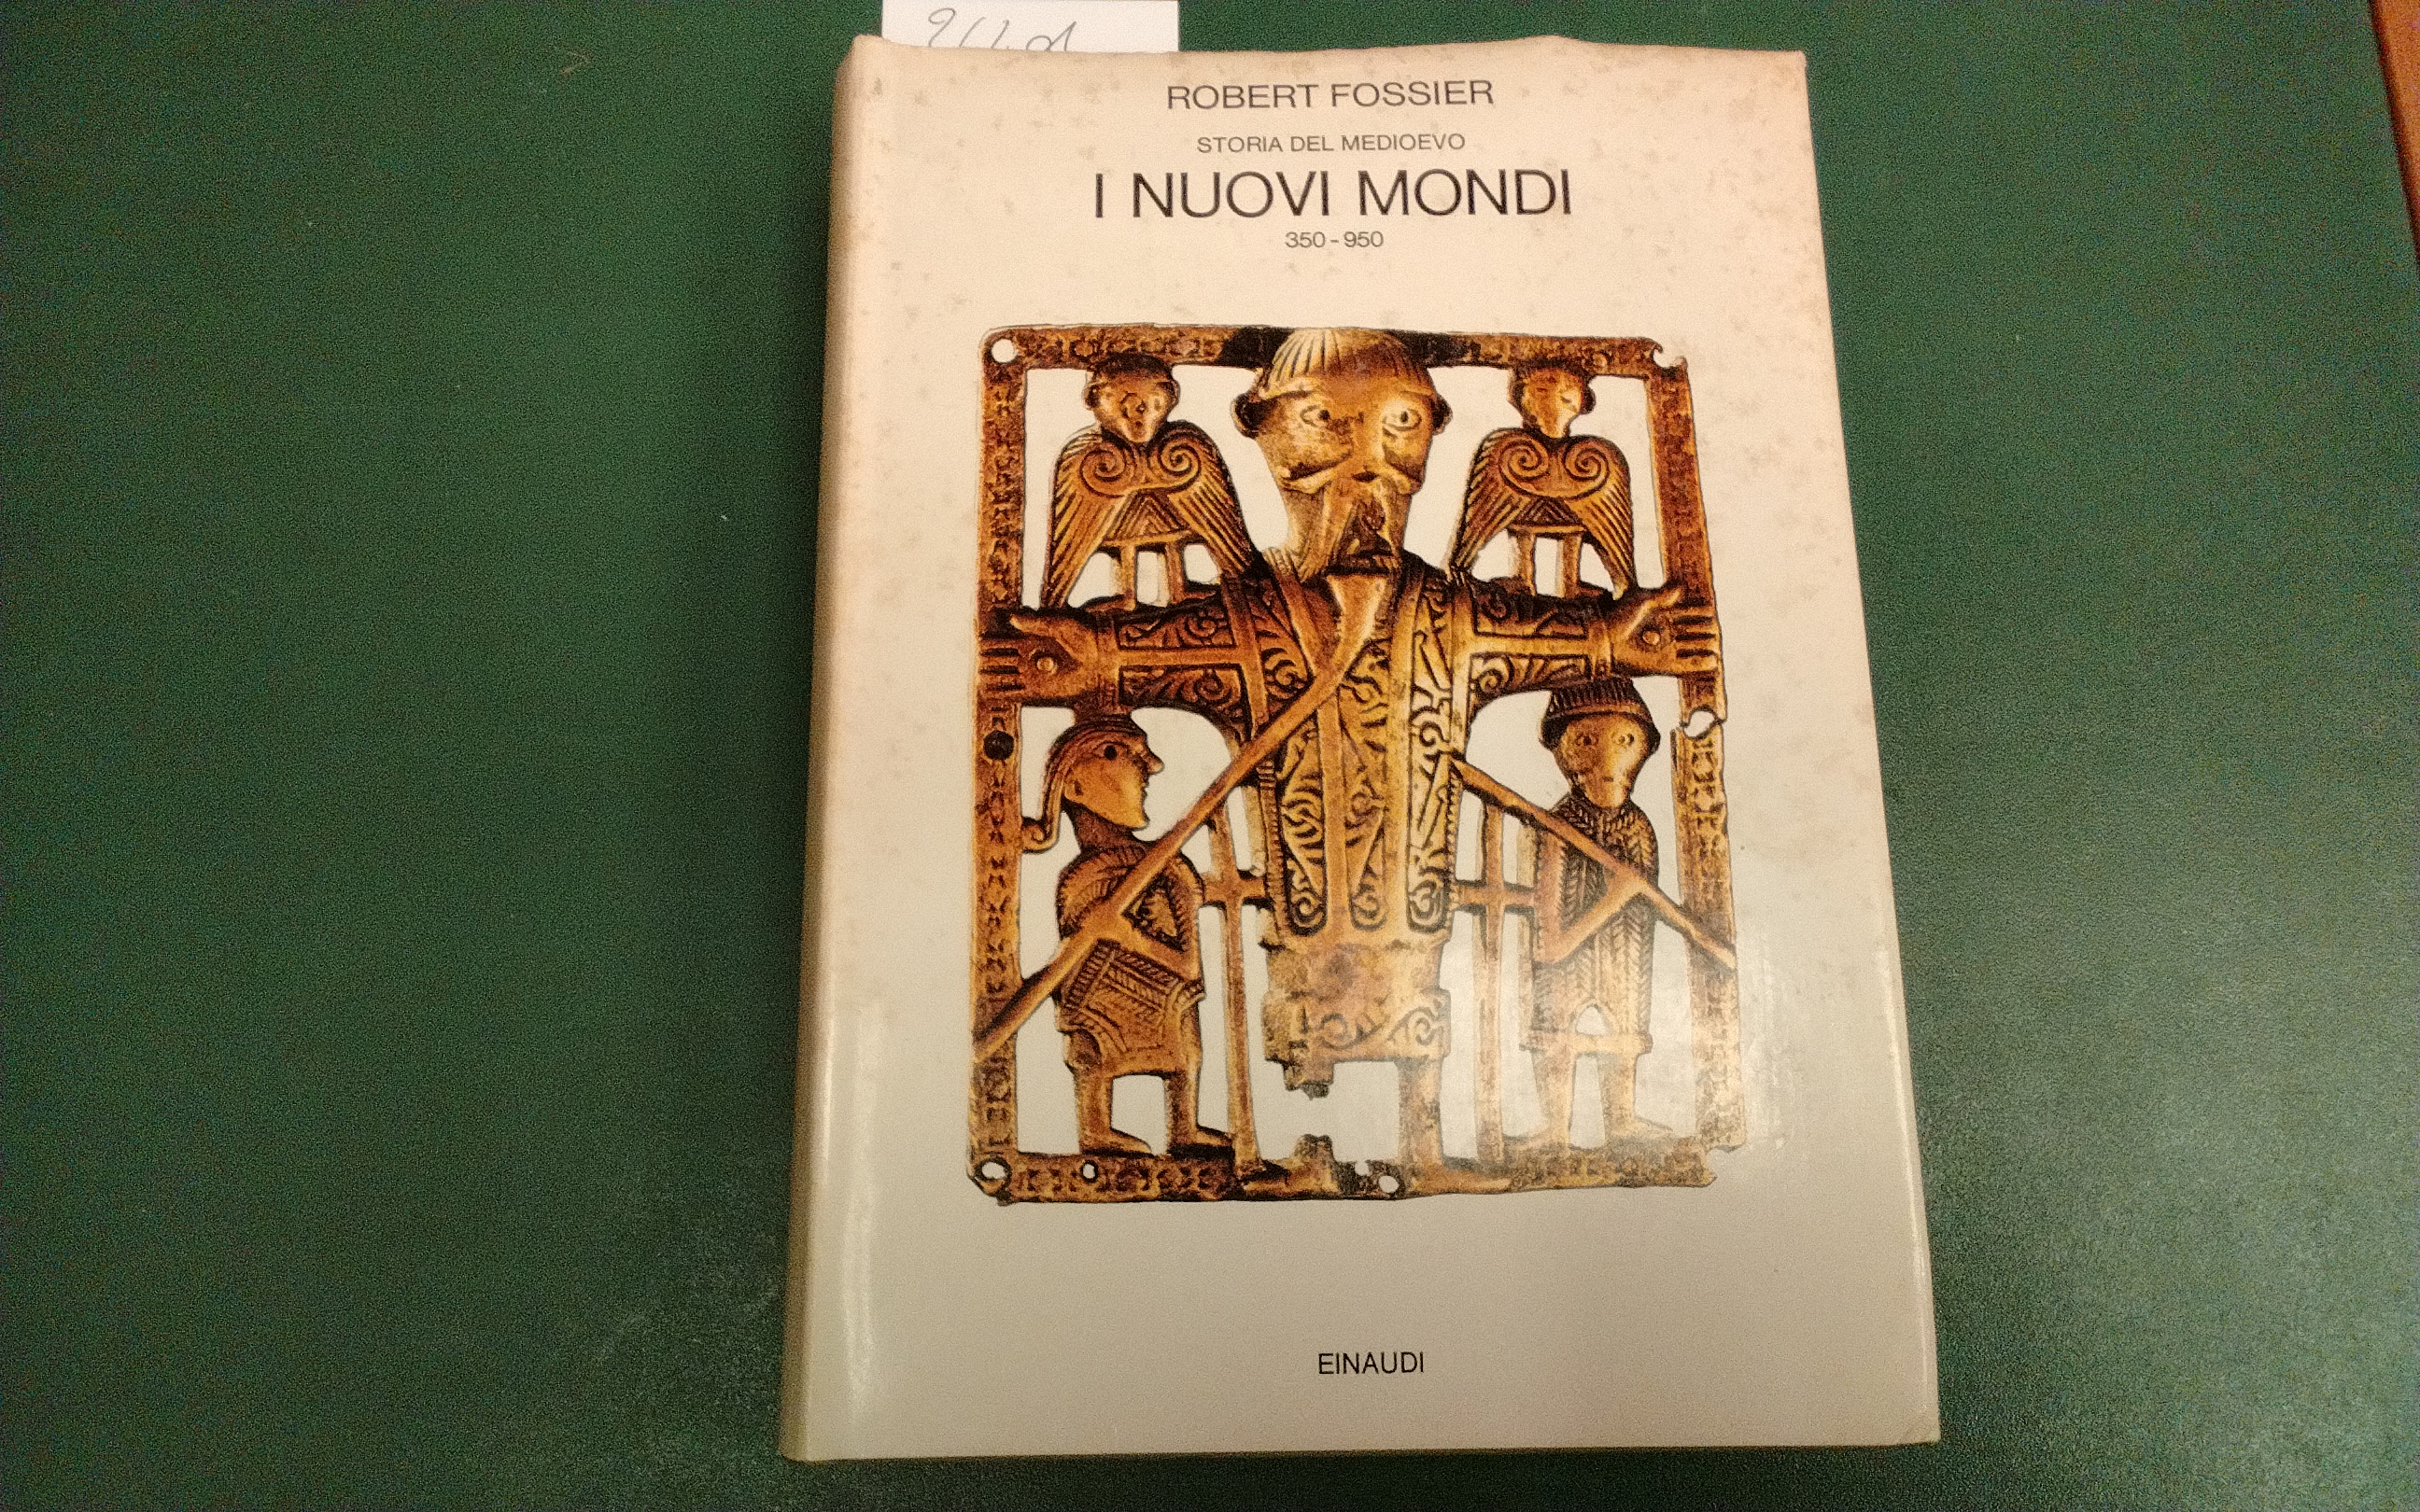 ROBERT FOSSIER
STORIA DEL MEDIOEVO
I NUOVI MONDI
350-950
EINAUDI